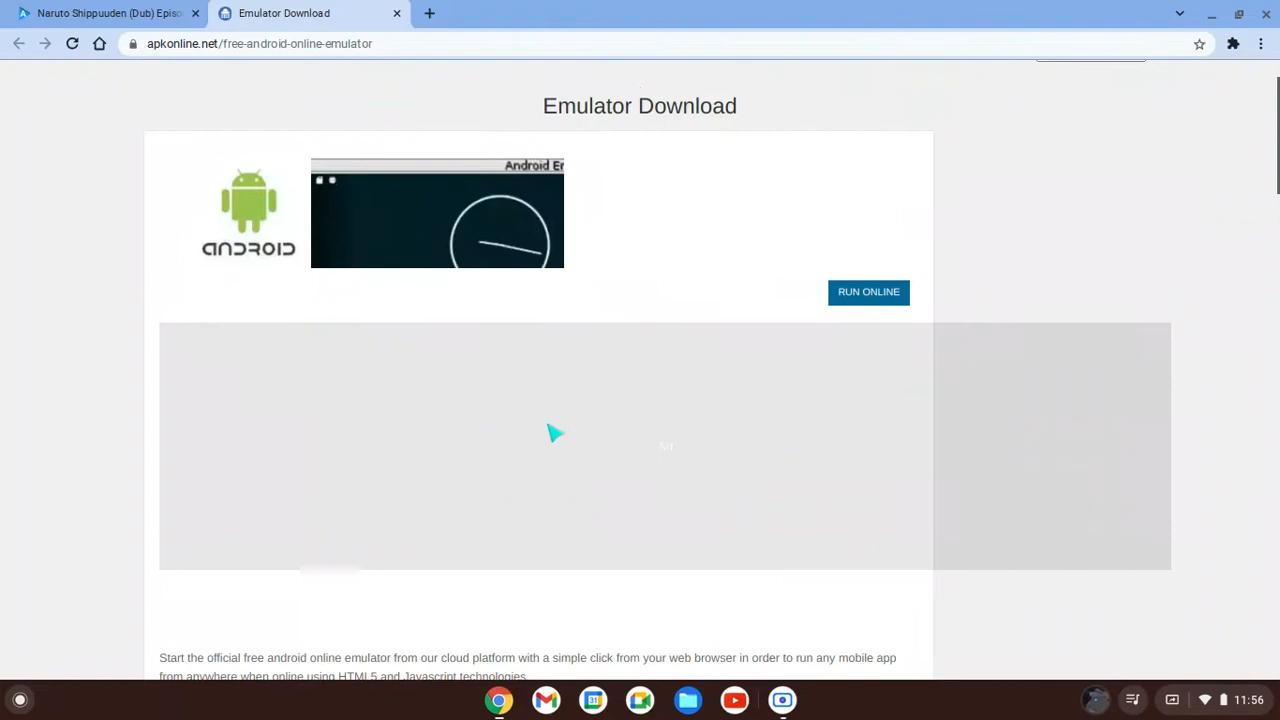 Naruto Shippuuden (Dub) Episo
Emulator Download
apkonline.net/free-android-online-emulator
Emulator Download
Android Er
ANDROID
RUN ONLINE
Start the official free android online emulator from our cloud platform with a simple click from your web browser in order to run any mobile app
from anywhere when online using HTML5 and Javascript technologies.
31
11:56